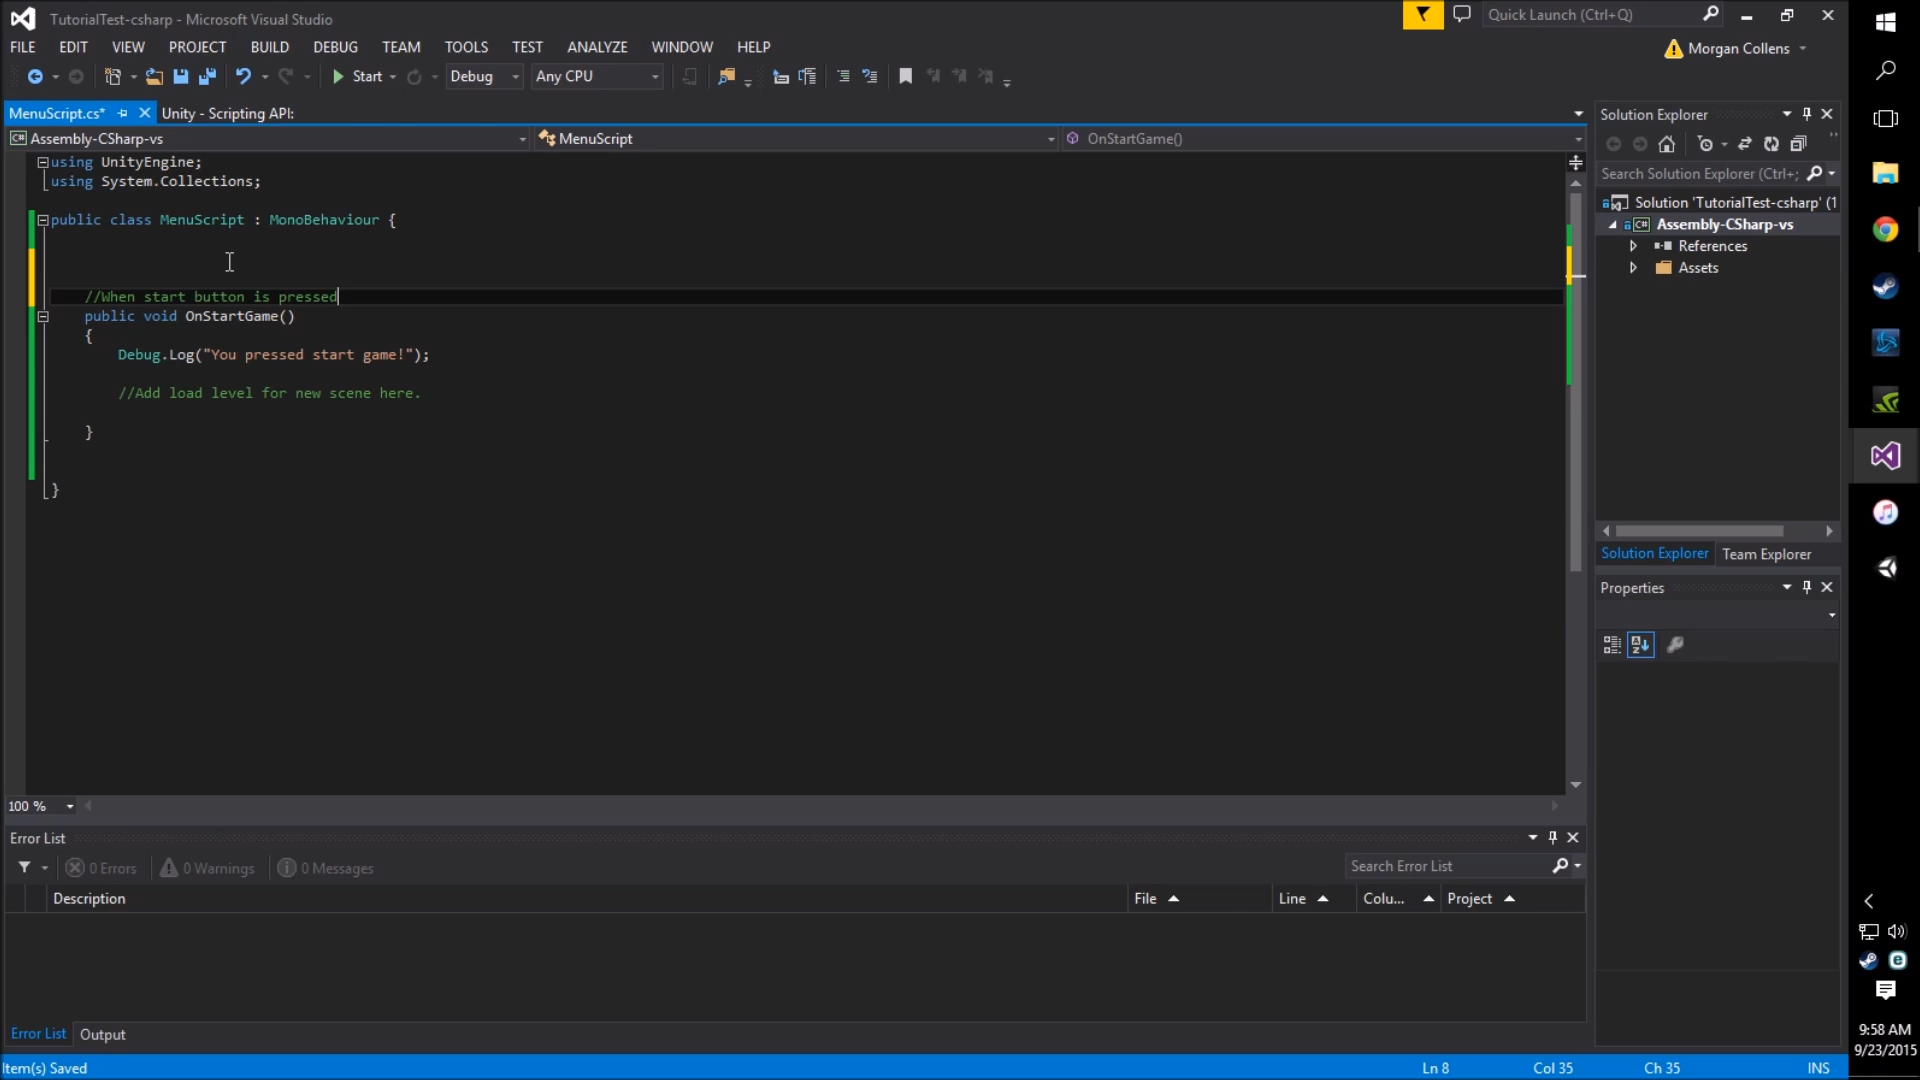 TutorialTest-csharp - Microsoft Visual Studio
Quick Launch (Ctrl+Q)
FILE EDIT VIEW PROJECT BUILD DEBUG TEAM TOOLS TEST ANALYZE WINDOW HELP
Morgan Collens
Start Debug Any CPU
MenuScript.cs* Unity - Scripting API:
Assembly-CSharp-vs MenuScript OnStartGame()
using UnityEngine;
using System.Collections;
public class MenuScript : MonoBehaviour {
//When start button is pressed
public void OnStartGame()
{
Debug.Log("You pressed start game!");
//Add load level for new scene here.
}
}
100 %
Solution Explorer
Search Solution Explorer (Ctrl+;
Solution 'TutorialTest-csharp' (1
Assembly-CSharp-vs
References
Assets
Solution Explorer Team Explorer
Properties
Error List
0 Errors 0 Warnings 0 Messages
Search Error List
Description File Line Colu... Project
Error List Output
Item(s) Saved
Ln 8 Col 35 Ch 35 INS
9:58 AM
9/23/2015